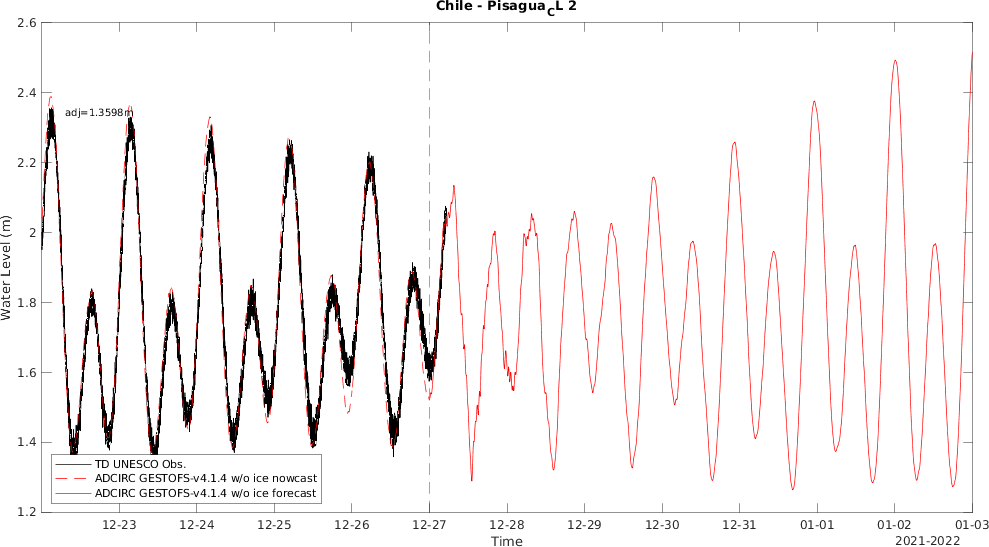 Chile - Pisagua_CL 2
2.6
2.4
2.2
2
1.8
1.6
1.4
1.2
Water Level (m)
adj=1.3598m
TD UNESCO Obs.
ADCIRC GESTOFS-v4.1.4 w/o ice nowcast
ADCIRC GESTOFS-v4.1.4 w/o ice forecast
12-23 12-24 12-25 12-26 12-27 12-28 12-29 12-30 12-31 01-01 01-02 01-03
Time
2021-2022